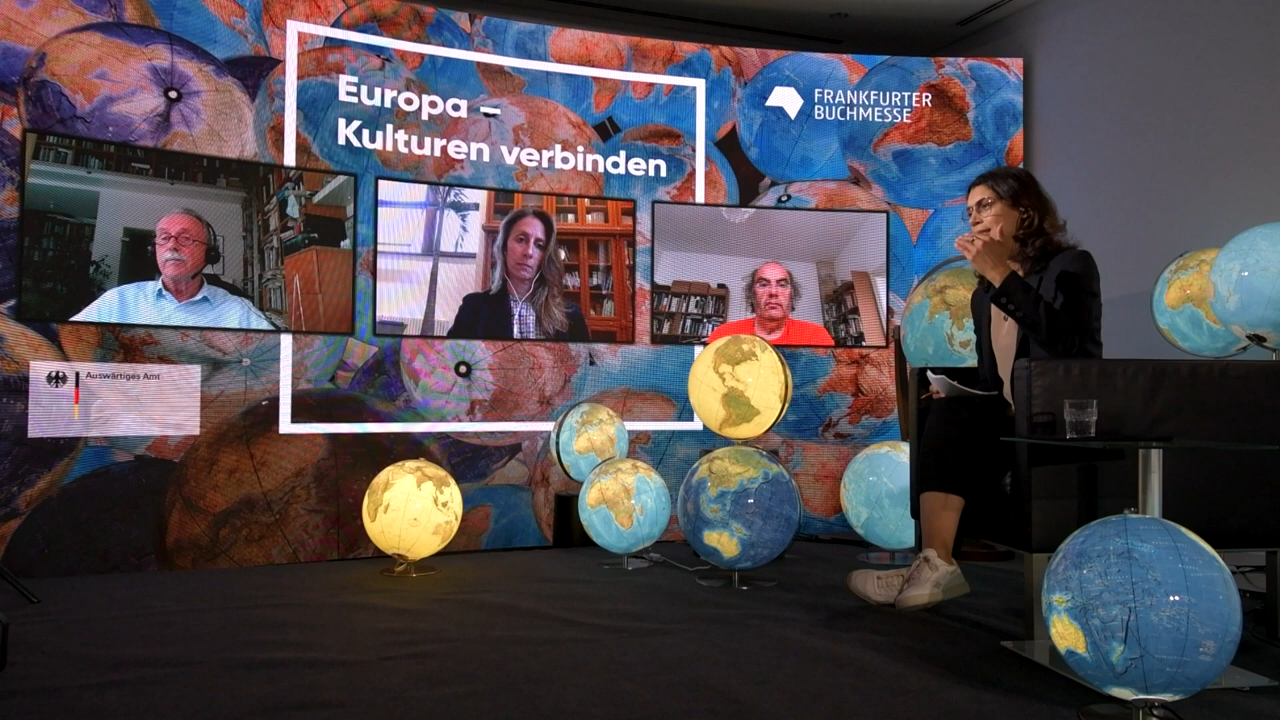 Europa –
Kulturen verbinden
FRANKFURTER
BUCHMESSE
Auswärtiges Amt